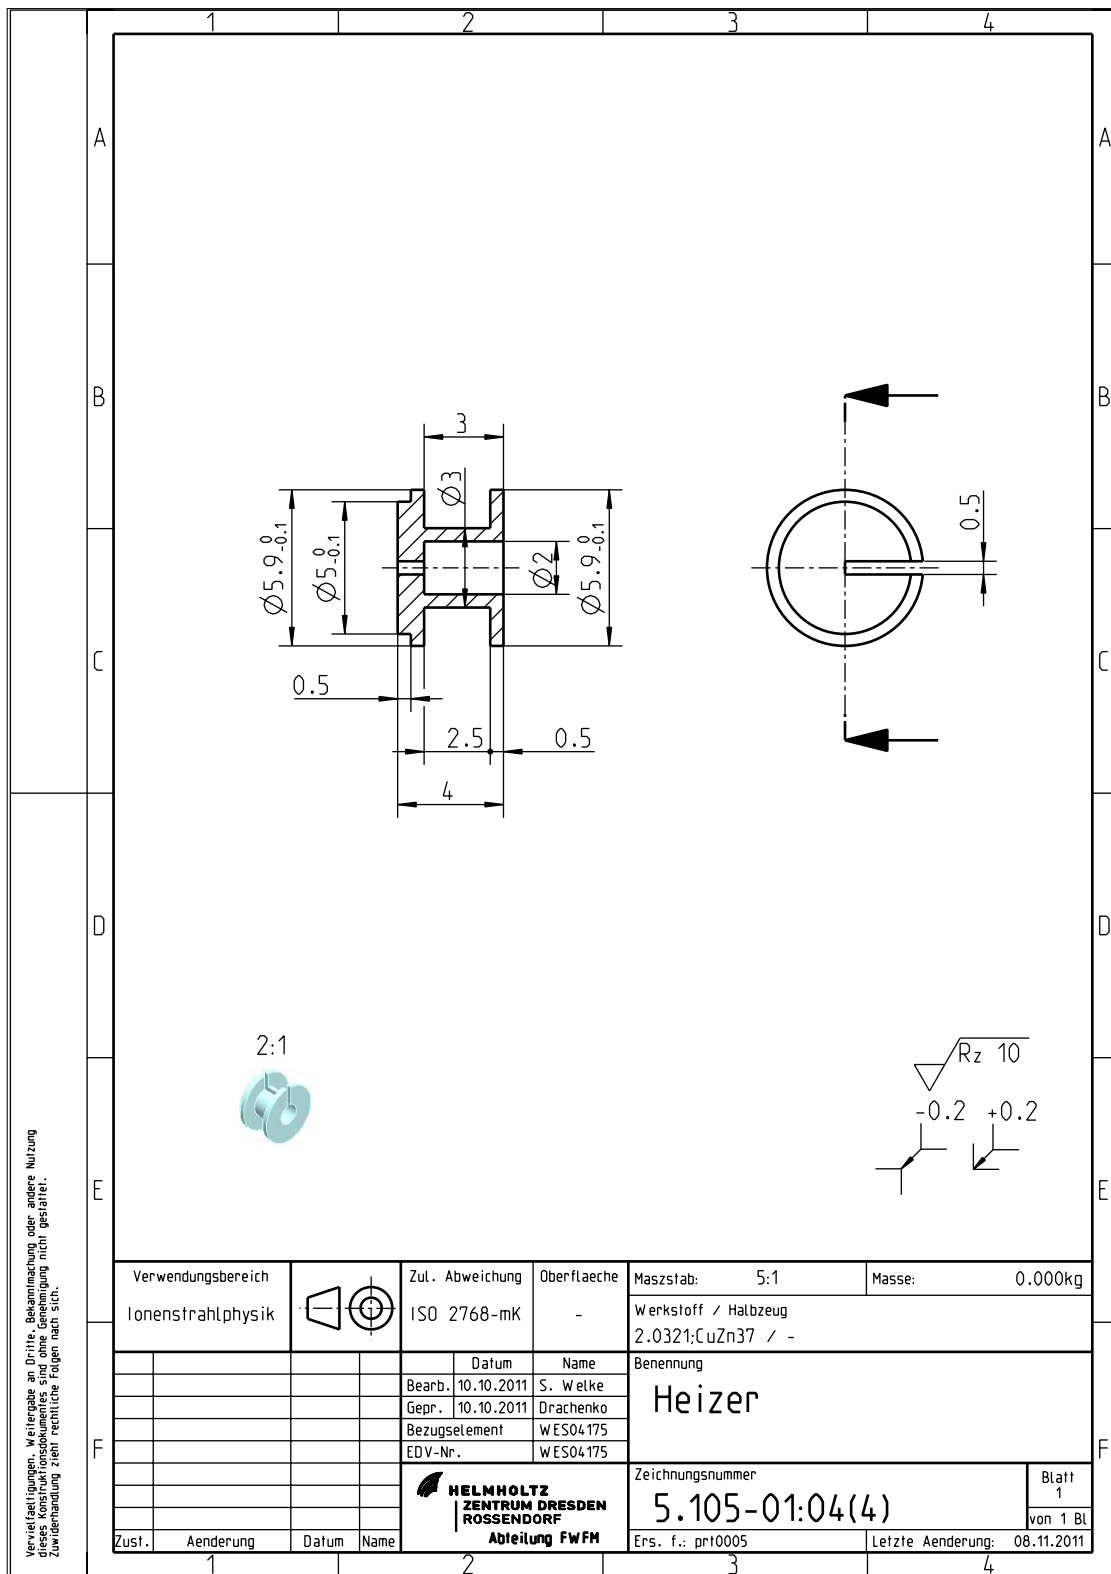 1 2 3 4
A A
B B
C C
D D
E E
F F
3
Ø3
Ø5.9 0 -0.1
Ø5 0 -0.1
Ø2
Ø5.9 0 -0.1
0.5
0.5
2.5
0.5
4
2:1
Rz 10
-0.2 +0.2
Vervielfaeltigungen, Weitergabe an Dritte, Bekanntmachung oder andere Nutzung
dieses Konstruktionsdokumentes sind ohne Genehmigung nicht gestattet.
Zuwiderhandlung zieht rechtliche Folgen nach sich.
Verwendungsbereich
Ionenstrahlphysik
Zul. Abweichung
ISO 2768-mK
Oberflaeche
-
Maszstab: 5:1
Masse: 0.000kg
Werkstoff / Halbzeug
2.0321;CuZn37 / -
Datum Name
Bearb. 10.10.2011 S. Welke
Gepr. 10.10.2011 Drachenko
Bezugselement WES04175
EDV-Nr. WES04175
Benennung
Heizer
HELMHOLTZ
ZENTRUM DRESDEN
ROSSENDORF
Abteilung FWFM
Zeichnungsnummer
5.105-01:04(4)
Blatt
1
von 1 Bl
Zust. Aenderung Datum Name
Ers. f.: prt0005
Letzte Aenderung: 08.11.2011
1 2 3 4